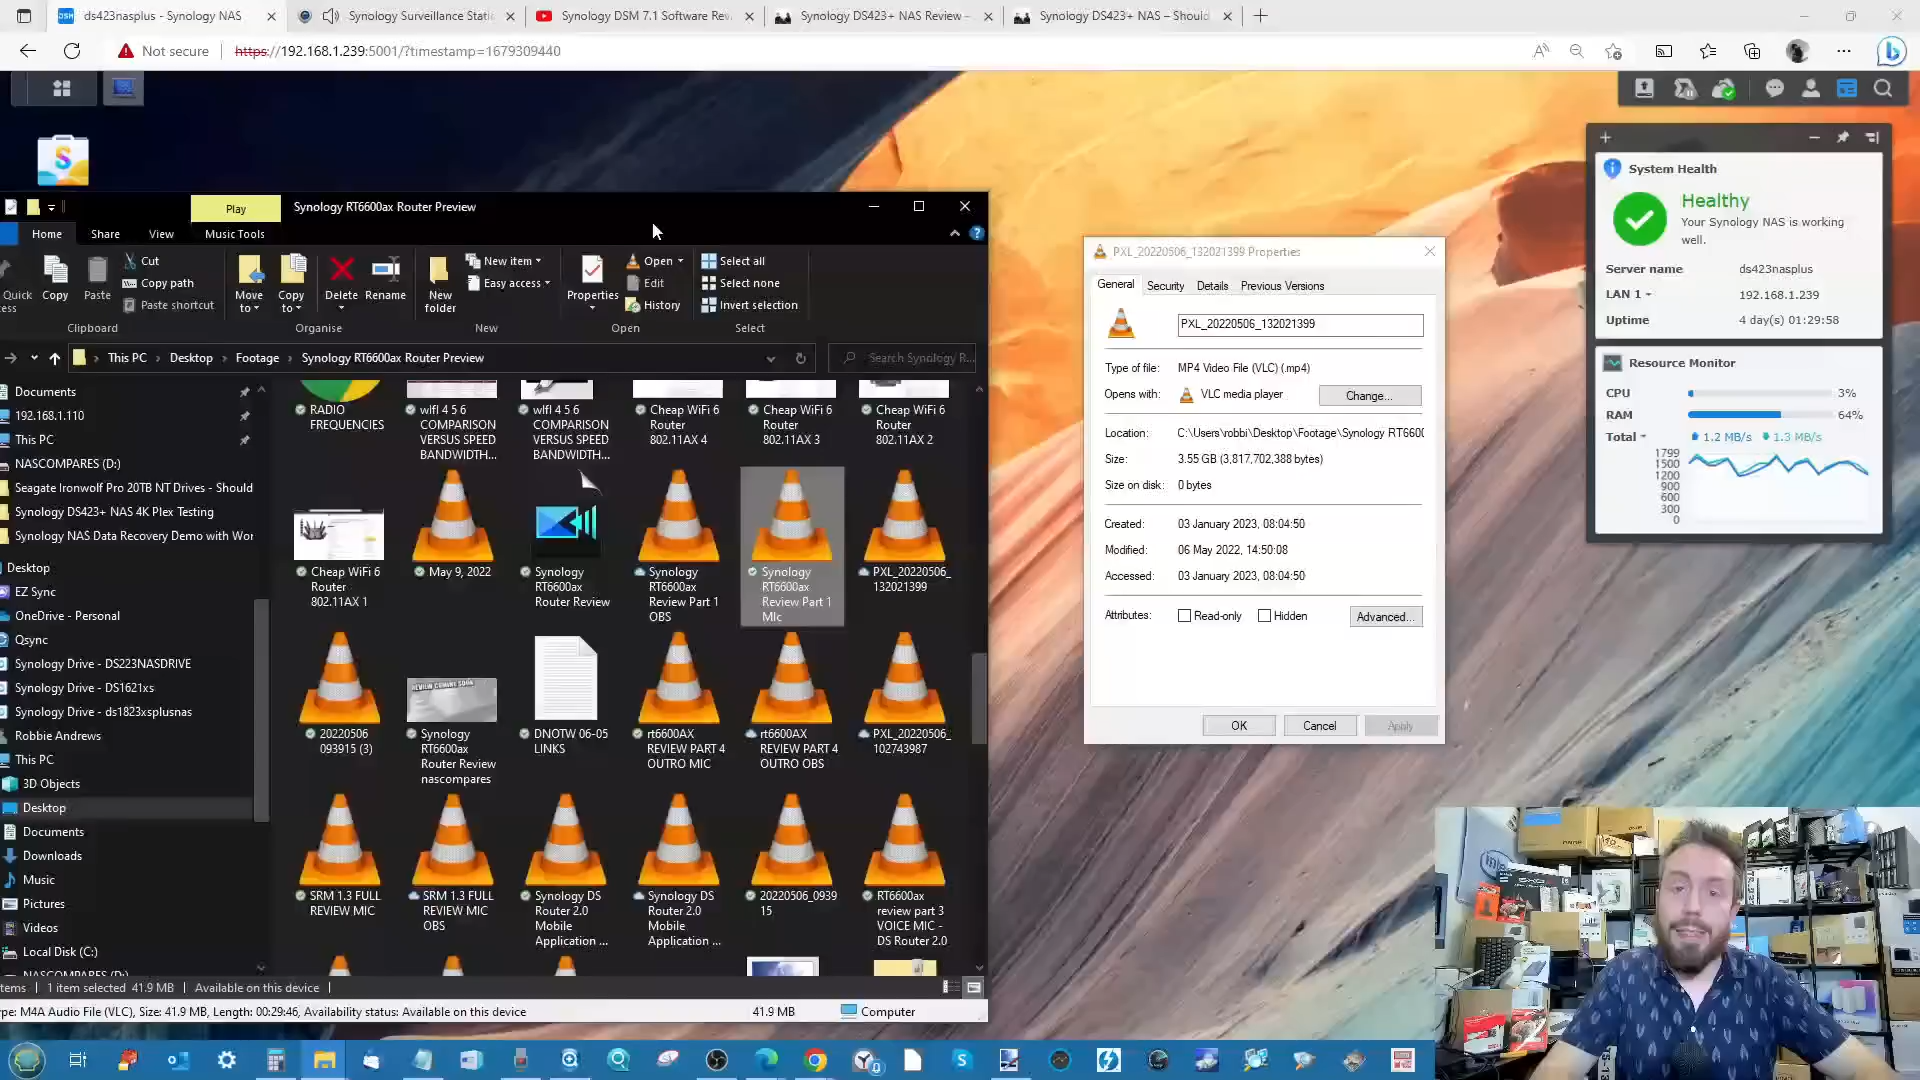 ds423nasplus - Synology NAS
Synology Surveillance Stati
Synology DSM 7.1 Software Rev
Synology DS423+ NAS Review -
Synology DS423+ NAS – Should
Not secure
https://192.168.1.239:5001/?timestamp=1679309440
Play
Synology RT6600ax Router Preview
Home
Share
View
Music Tools
Quick
Copy
Paste
Cut
Copy path
Paste shortcut
Clipboard
Move to
Copy to
Delete
Rename
Organise
New folder
New item
Easy access
New
Properties
Open
Edit
History
Open
Select all
Select none
Invert selection
Select
This PC > Desktop > Footage > Synology RT6600ax Router Preview
Search Synology R...
Documents
192.168.1.110
This PC
NASCOMPARES (D:)
Seagate Ironwolf Pro 20TB NT Drives - Should
Synology DS423+ NAS 4K Plex Testing
Synology NAS Data Recovery Demo with Wor
Desktop
EZ Sync
OneDrive - Personal
Qsync
Synology Drive - DS223NASDRIVE
Synology Drive - DS1621xs
Synology Drive - ds1823xsplusnas
Robbie Andrews
This PC
3D Objects
Desktop
Documents
Downloads
Music
Pictures
Videos
Local Disk (C:)
NASCOMPARES (D:)
RADIO FREQUENCIES
wIfI 4 5 6 COMPARISON VERSUS SPEED BANDWIDTH...
wIfI 4 5 6 COMPARISON VERSUS SPEED BANDWIDTH...
Cheap WiFi 6 Router 802.11AX 4
Cheap WiFi 6 Router 802.11AX 3
Cheap WiFi 6 Router 802.11AX 2
Cheap WiFi 6 Router 802.11AX 1
May 9, 2022
Synology RT6600ax Router Review
Synology RT6600ax Review Part 1 OBS
Synology RT6600ax Review Part 1 MIc
PXL_20220506_132021399
20220506 093915 (3)
REVIEW COMING SOON
Synology RT6600ax Router Review nascompares
DNOTW 06-05 LINKS
rt6600AX REVIEW PART 4 OUTRO MIC
rt6600AX REVIEW PART 4 OUTRO OBS
PXL_20220506_102743987
SRM 1.3 FULL REVIEW MIC
SRM 1.3 FULL REVIEW MIC OBS
Synology DS Router 2.0 Mobile Application ...
Synology DS Router 2.0 Mobile Application ...
20220506_093915
RT6600ax review part 3 VOICE MIC - DS Router 2.0
tems
1 item selected 41.9 MB
Available on this device
pe: M4A Audio File (VLC), Size: 41.9 MB, Length: 00:29:46, Availability status: Available on this device
41.9 MB
Computer
PXL_20220506_132021399 Properties
General
Security
Details
Previous Versions
PXL_20220506_132021399
Type of file: MP4 Video File (VLC) (.mp4)
Opens with: VLC media player
Change...
Location: C:\Users\robbi\Desktop\Footage\Synology RT6600
Size: 3.55 GB (3,817,702,388 bytes)
Size on disk: 0 bytes
Created: 03 January 2023, 08:04:50
Modified: 06 May 2022, 14:50:08
Accessed: 03 January 2023, 08:04:50
Attributes: Read-only Hidden
Advanced...
OK
Cancel
Apply
System Health
Healthy
Your Synology NAS is working well.
Server name ds423nasplus
LAN 1 192.168.1.239
Uptime 4 day(s) 01:29:58
Resource Monitor
CPU 3%
RAM 64%
Total 1.2 MB/s 1.3 MB/s
1799
1500
1200
900
600
300
0
intel